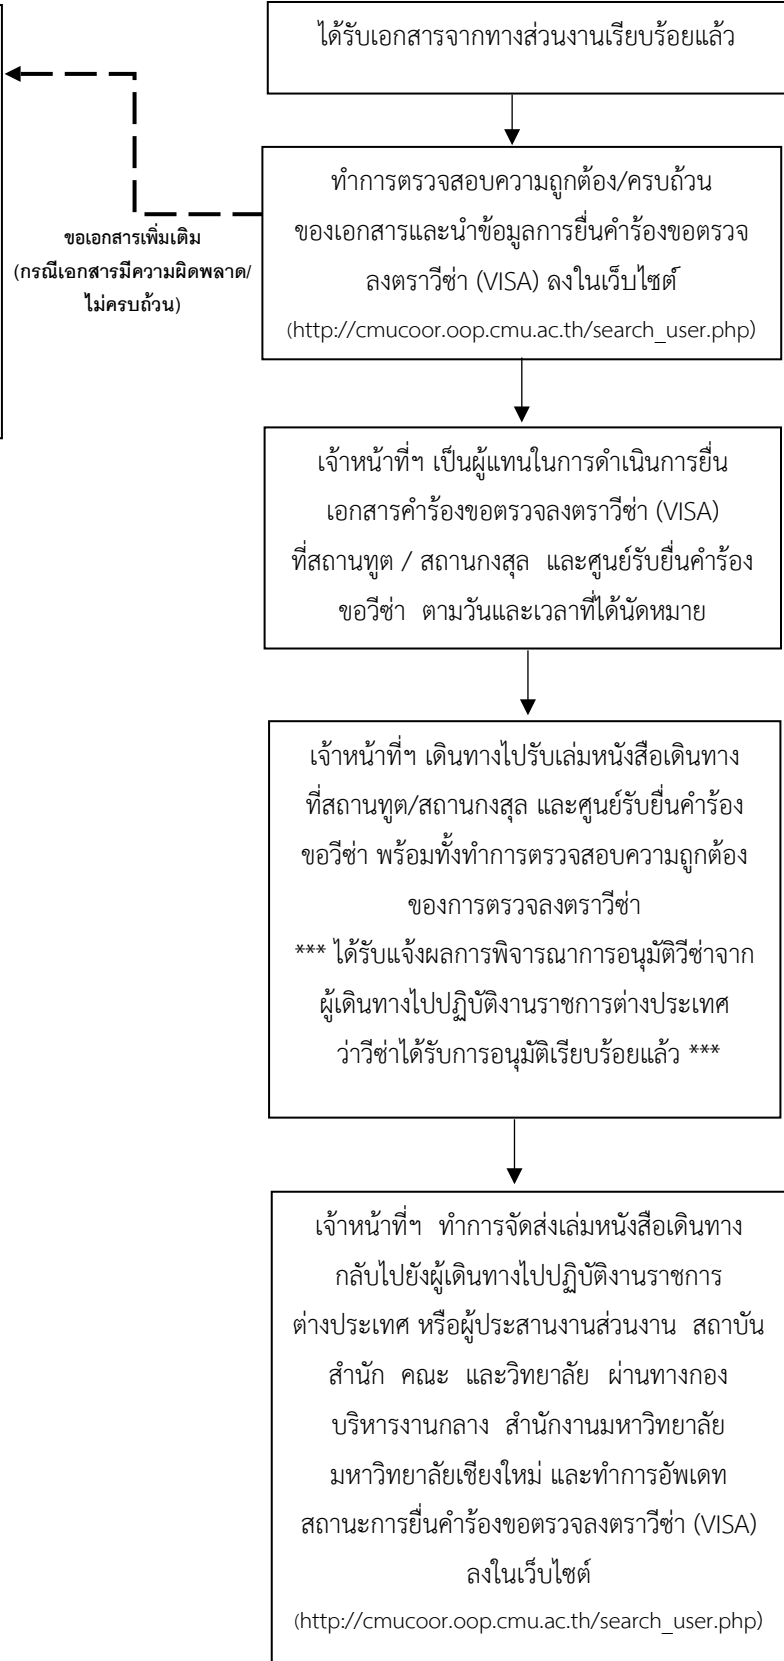 ได้รับเอกสารจากทางส่วนงานเรียบร้อยแล้ว
ทำการตรวจสอบความถูกต้อง/ครบถ้วน
ของเอกสารและนำข้อมูลการยื่นคำร้องขอตรวจ
ลงตราวีซ่า (VISA) ลงในเว็บไซต์
(http://cmucoor.oop.cmu.ac.th/search_user.php)
ขอเอกสารเพิ่มเติม
(กรณีเอกสารมีความผิดพลาด/
ไม่ครบถ้วน)
เจ้าหน้าที่ฯ เป็นผู้แทนในการดำเนินการยื่น
เอกสารคำร้องขอตรวจลงตราวีซ่า (VISA)
ที่สถานทูต / สถานกงสุล และศูนย์รับยื่นคำร้อง
ขอวีซ่า ตามวันและเวลาที่ได้นัดหมาย
เจ้าหน้าที่ฯ เดินทางไปรับเล่มหนังสือเดินทาง
ที่สถานทูต/สถานกงสุล และศูนย์รับยื่นคำร้อง
ขอวีซ่า พร้อมทั้งทำการตรวจสอบความถูกต้อง
ของการตรวจลงตราวีซ่า
*** ได้รับแจ้งผลการพิจารณาการอนุมัติวีซ่าจาก
ผู้เดินทางไปปฏิบัติงานราชการต่างประเทศ
ว่าวีซ่าได้รับการอนุมัติเรียบร้อยแล้ว ***
เจ้าหน้าที่ฯ ทำการจัดส่งเล่มหนังสือเดินทาง
กลับไปยังผู้เดินทางไปปฏิบัติงานราชการ
ต่างประเทศ หรือผู้ประสานงานส่วนงาน สถาบัน
สำนัก คณะ และวิทยาลัย ผ่านทางกอง
บริหารงานกลาง สำนักงานมหาวิทยาลัย
มหาวิทยาลัยเชียงใหม่ และทำการอัพเดท
สถานะการยื่นคำร้องขอตรวจลงตราวีซ่า (VISA)
ลงในเว็บไซต์
(http://cmucoor.oop.cmu.ac.th/search_user.php)